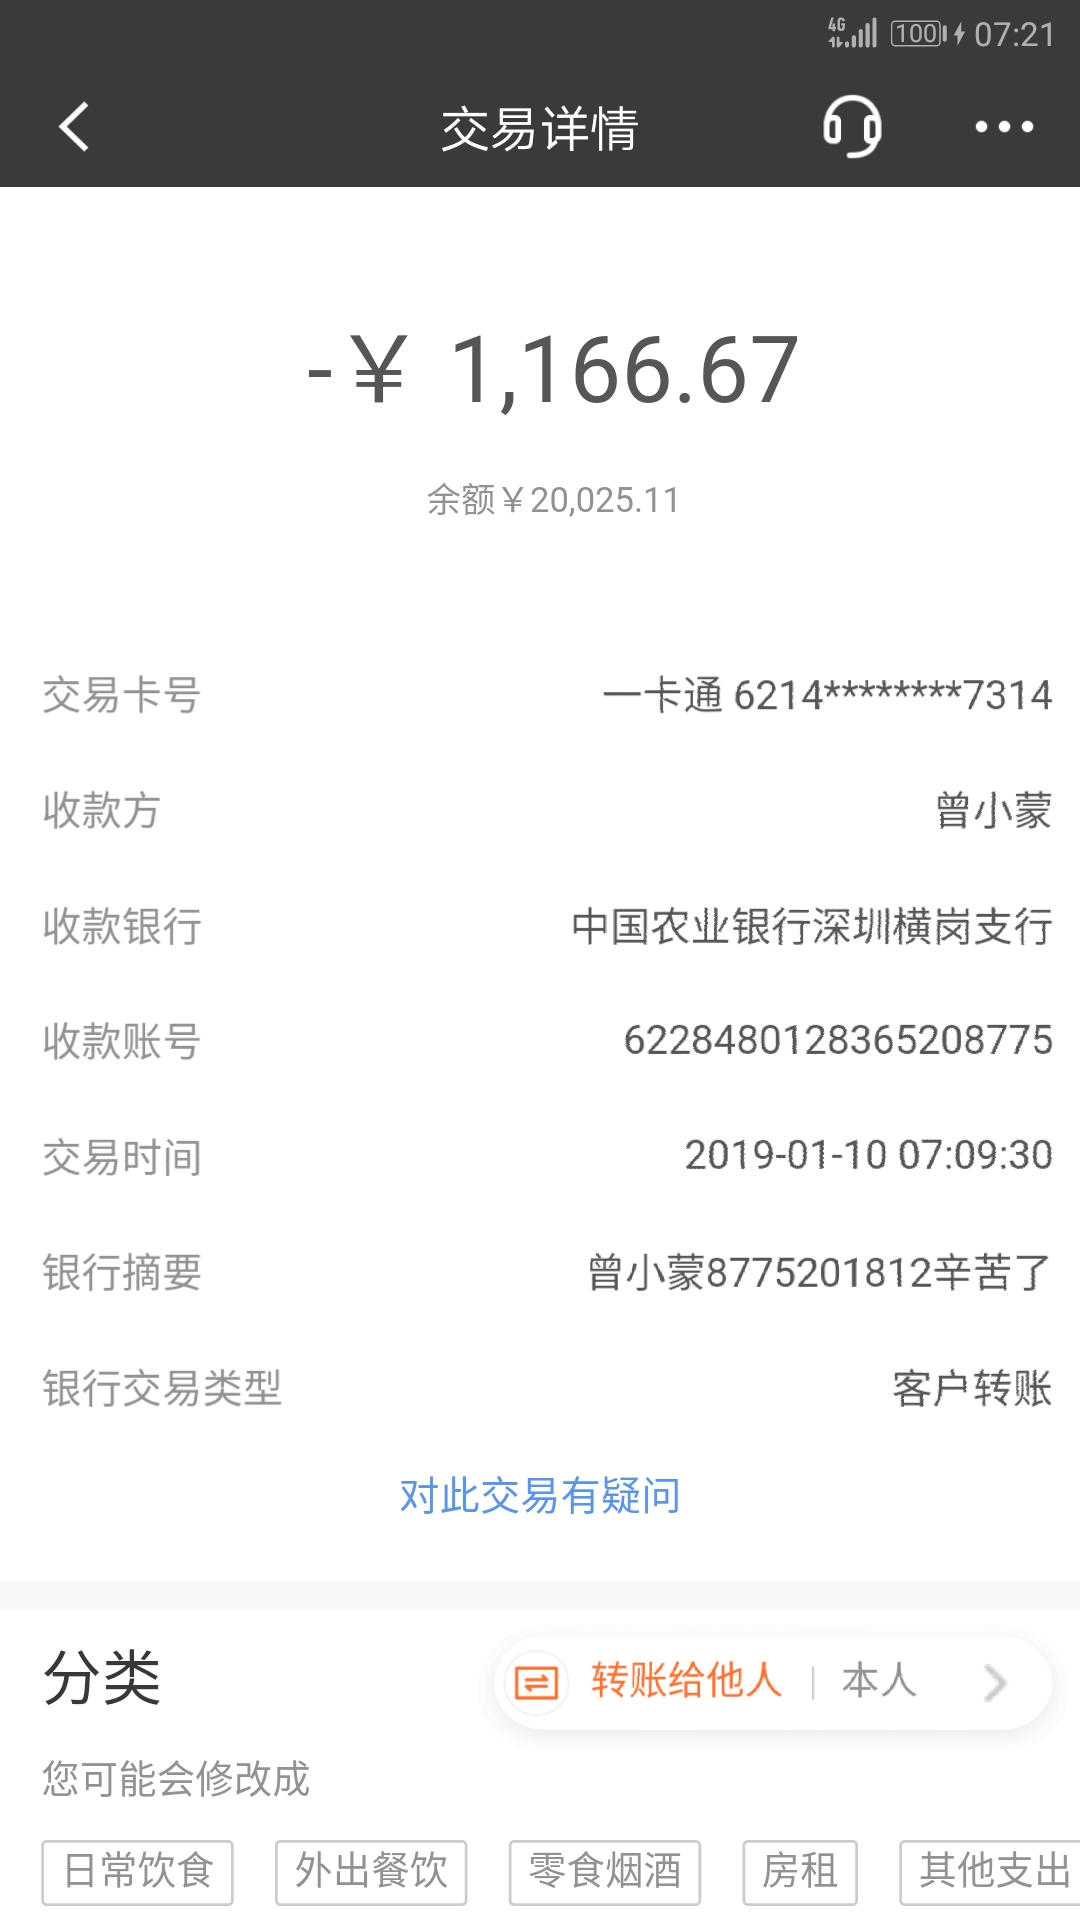 4G 100 07:21
交易详情
-￥ 1,166.67
余额￥20,025.11
交易卡号 一卡通 6214********7314
收款方 曾小蒙
收款银行 中国农业银行深圳横岗支行
收款账号 6228480128365208775
交易时间 2019-01-10 07:09:30
银行摘要 曾小蒙8775201812辛苦了
银行交易类型 客户转账
对此交易有疑问
分类 转账给他人 | 本人
您可能会修改成
日常饮食 外出餐饮 零食烟酒 房租 其他支出